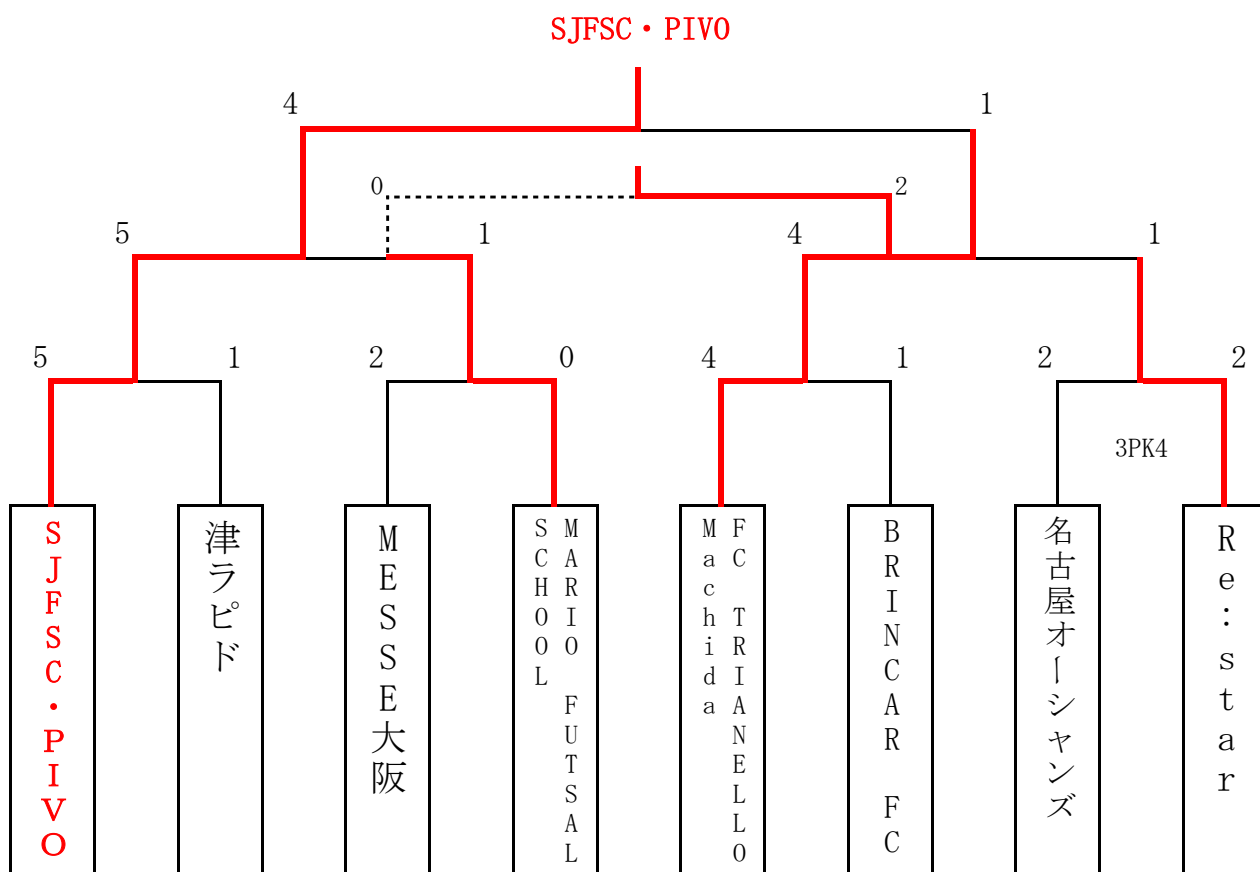 SJFSC・PIVO
4
1
0
2
5
1
4
1
5
1
2
0
4
1
2
2
3PK4
SJFSC・PIVO
津ラピド
MESSE大阪
MARIO FUTSAL
SCHOOL
FC TRIANELLO
Machida
BRINCAR FC
名古屋オーシャンズ
Re:star